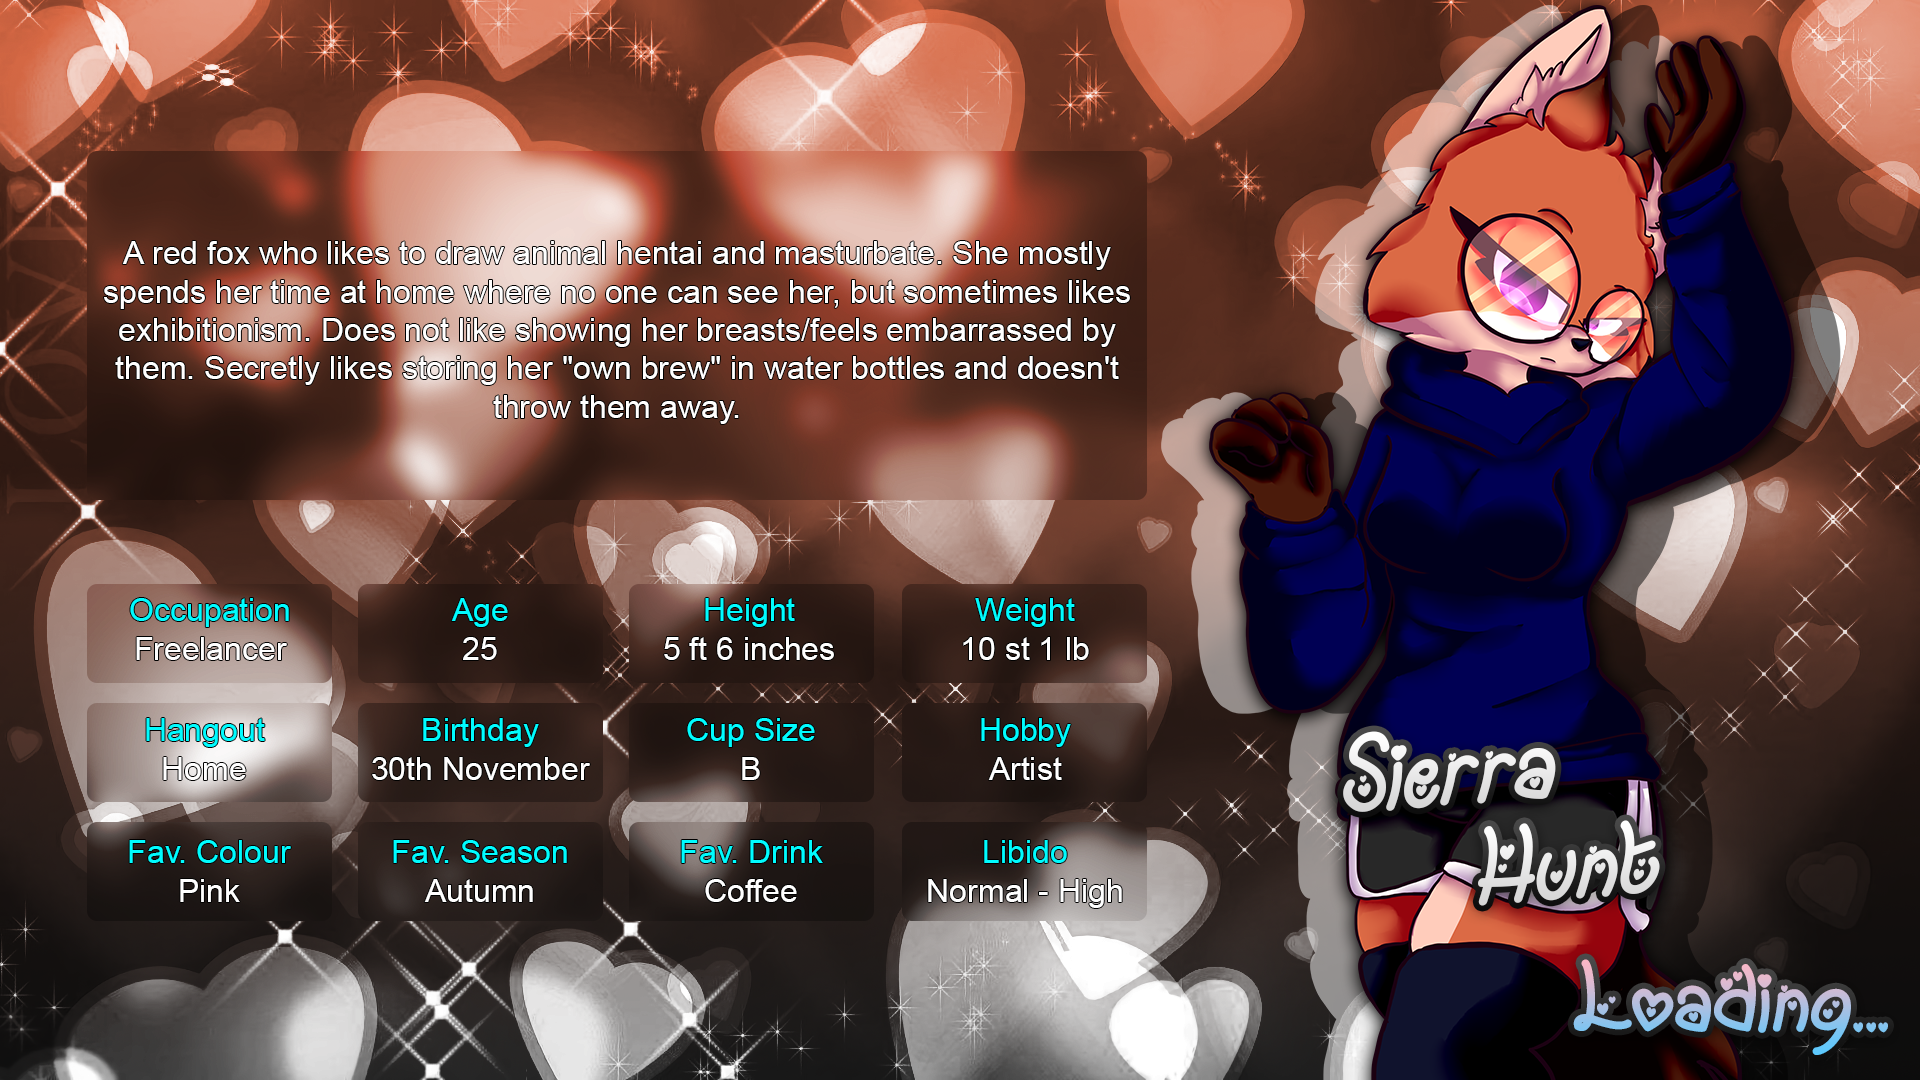 A red fox who likes to draw animal hentai and masturbate. She mostly
spends her time at home where no one can see her, but sometimes likes
exhibitionism. Does not like showing her breasts/feels embarrassed by
them. Secretly likes storing her "own brew" in water bottles and doesn't
throw them away.
Occupation
Freelancer
Age
25
Height
5 ft 6 inches
Weight
10 st 1 lb
Hangout
Home
Birthday
30th November
Cup Size
B
Hobby
Artist
Fav. Colour
Pink
Fav. Season
Autumn
Fav. Drink
Coffee
Libido
Normal - High
Sierra
Hunt
Loading...